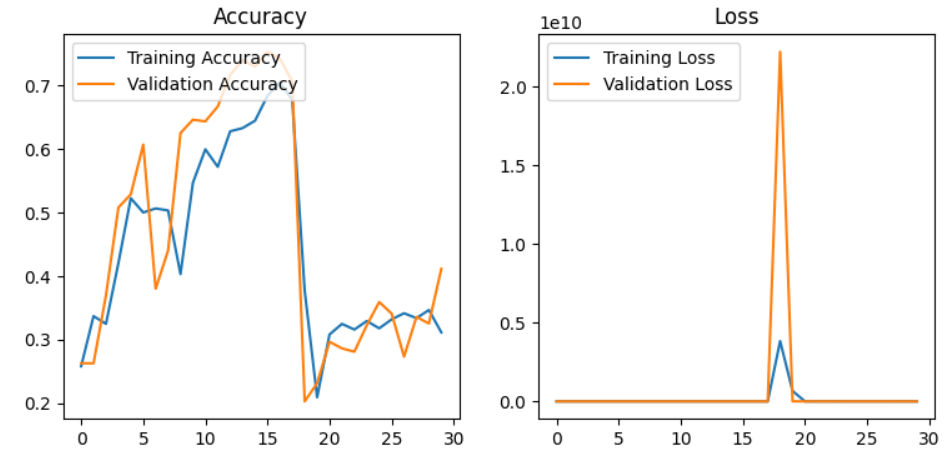 Accuracy
Training Accuracy
Validation Accuracy
0.7
0.6
0.5
0.4
0.3
0.2
0 5 10 15 20 25 30
Loss
1e10
Training Loss
Validation Loss
2.0
1.5
1.0
0.5
0.0
0 5 10 15 20 25 30